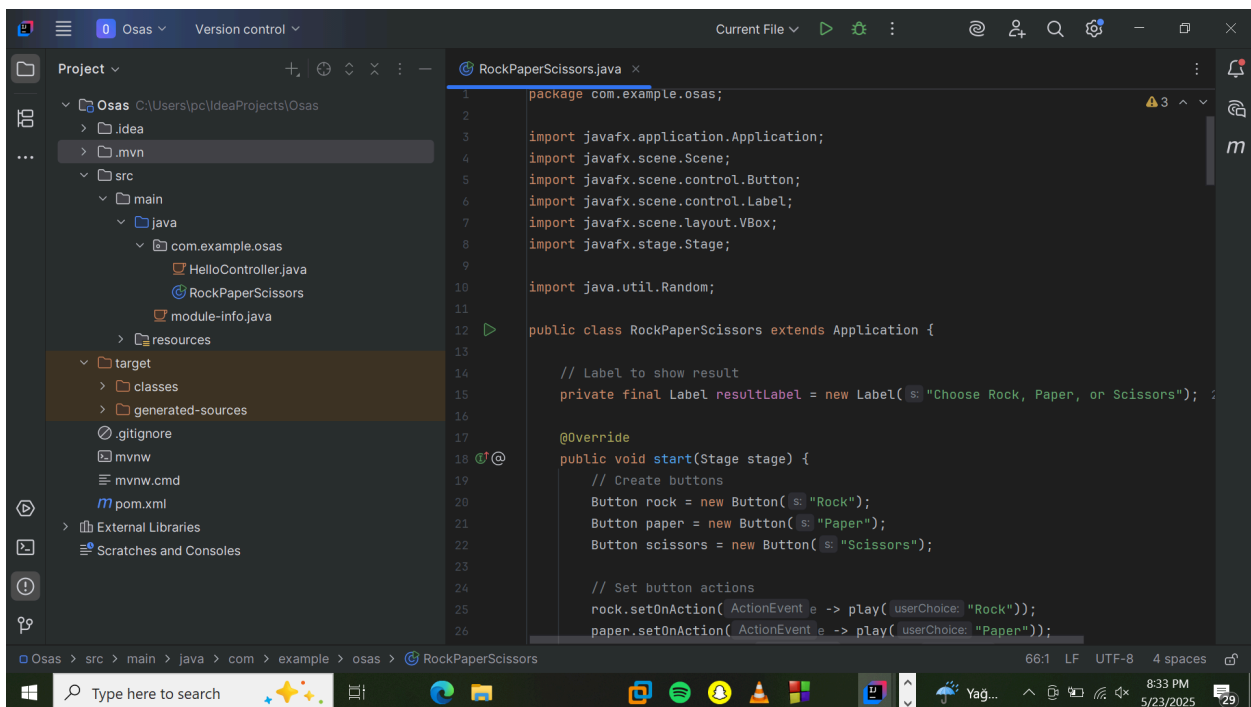 O Osas Version control Current File
Project
RockPaperScissors.java
Osas C:\Users\pc\IdeaProjects\Osas
.idea
.mvn
src
main
java
com.example.osas
HelloController.java
RockPaperScissors
module-info.java
resources
target
classes
generated-sources
.gitignore
mvnw
mvnw.cmd
m pom.xml
External Libraries
Scratches and Consoles
3
m
1 package com.example.osas;
2
3 import javafx.application.Application;
4 import javafx.scene.Scene;
5 import javafx.scene.control.Button;
6 import javafx.scene.control.Label;
7 import javafx.scene.layout.VBox;
8 import javafx.stage.Stage;
9
10 import java.util.Random;
11
12 public class RockPaperScissors extends Application {
13
14 // Label to show result
15 private final Label resultLabel = new Label( s: "Choose Rock, Paper, or Scissors");
16
17 @Override
18 public void start(Stage stage) {
19 // Create buttons
20 Button rock = new Button( s: "Rock");
21 Button paper = new Button( s: "Paper");
22 Button scissors = new Button( s: "Scissors");
23
24 // Set button actions
25 rock.setOnAction( ActionEvent e -> play( userChoice: "Rock"));
26 paper.setOnAction( ActionEvent e -> play( userChoice: "Paper"));
Osas > src > main > java > com > example > osas > RockPaperScissors 66:1 LF UTF-8 4 spaces
Type here to search
Yağ...
8:33 PM
5/23/2025
29